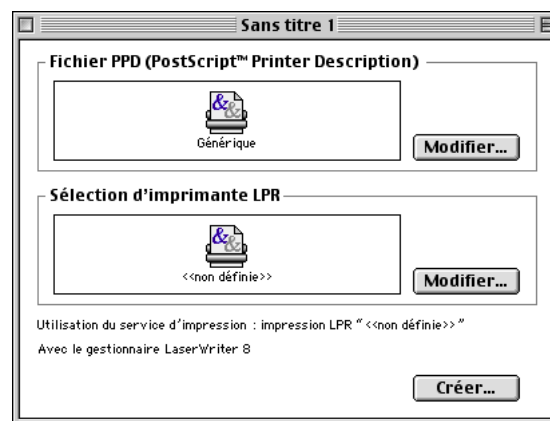 Sans titre 1
Fichier PPD (PostScript™ Printer Description)
Générique
Modifier...
Sélection d'imprimante LPR
<<non définie>>
Modifier...
Utilisation du service d'impression : impression LPR “ <<non définie>> ”
Avec le gestionnaire LaserWriter 8
Créer...